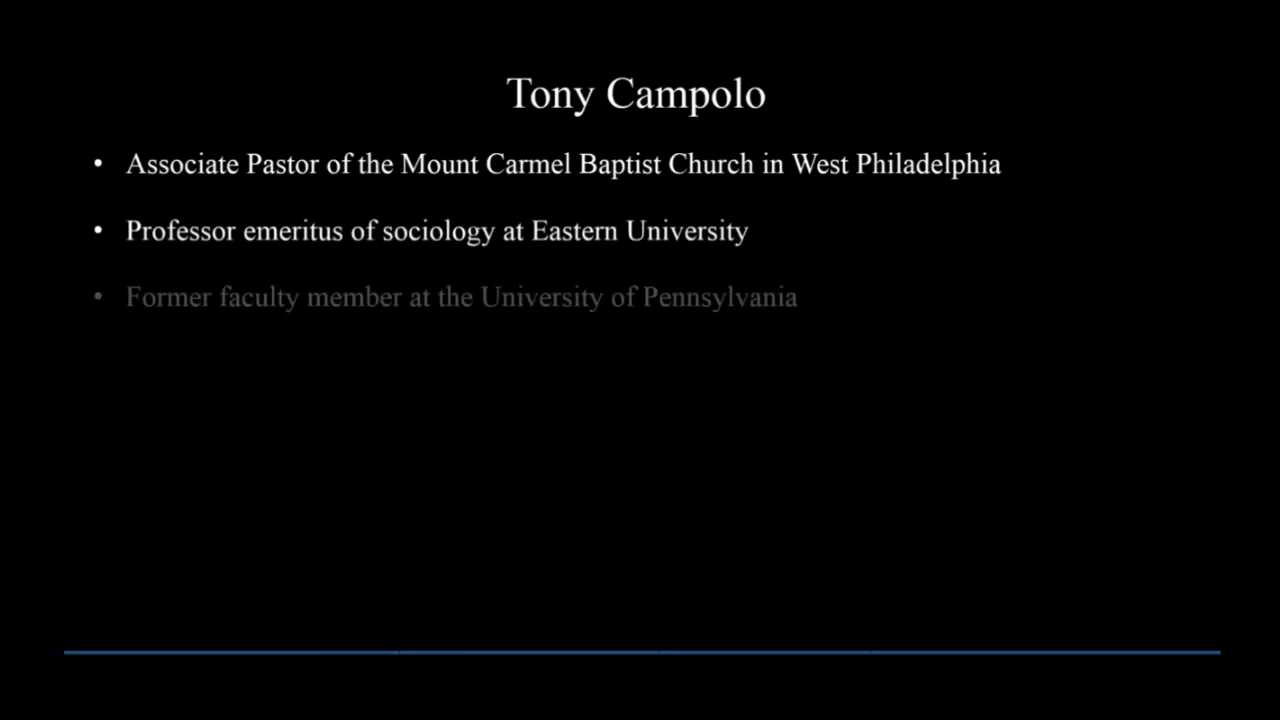 Tony Campolo
• Associate Pastor of the Mount Carmel Baptist Church in West Philadelphia
• Professor emeritus of sociology at Eastern University
• Former faculty member at the University of Pennsylvania